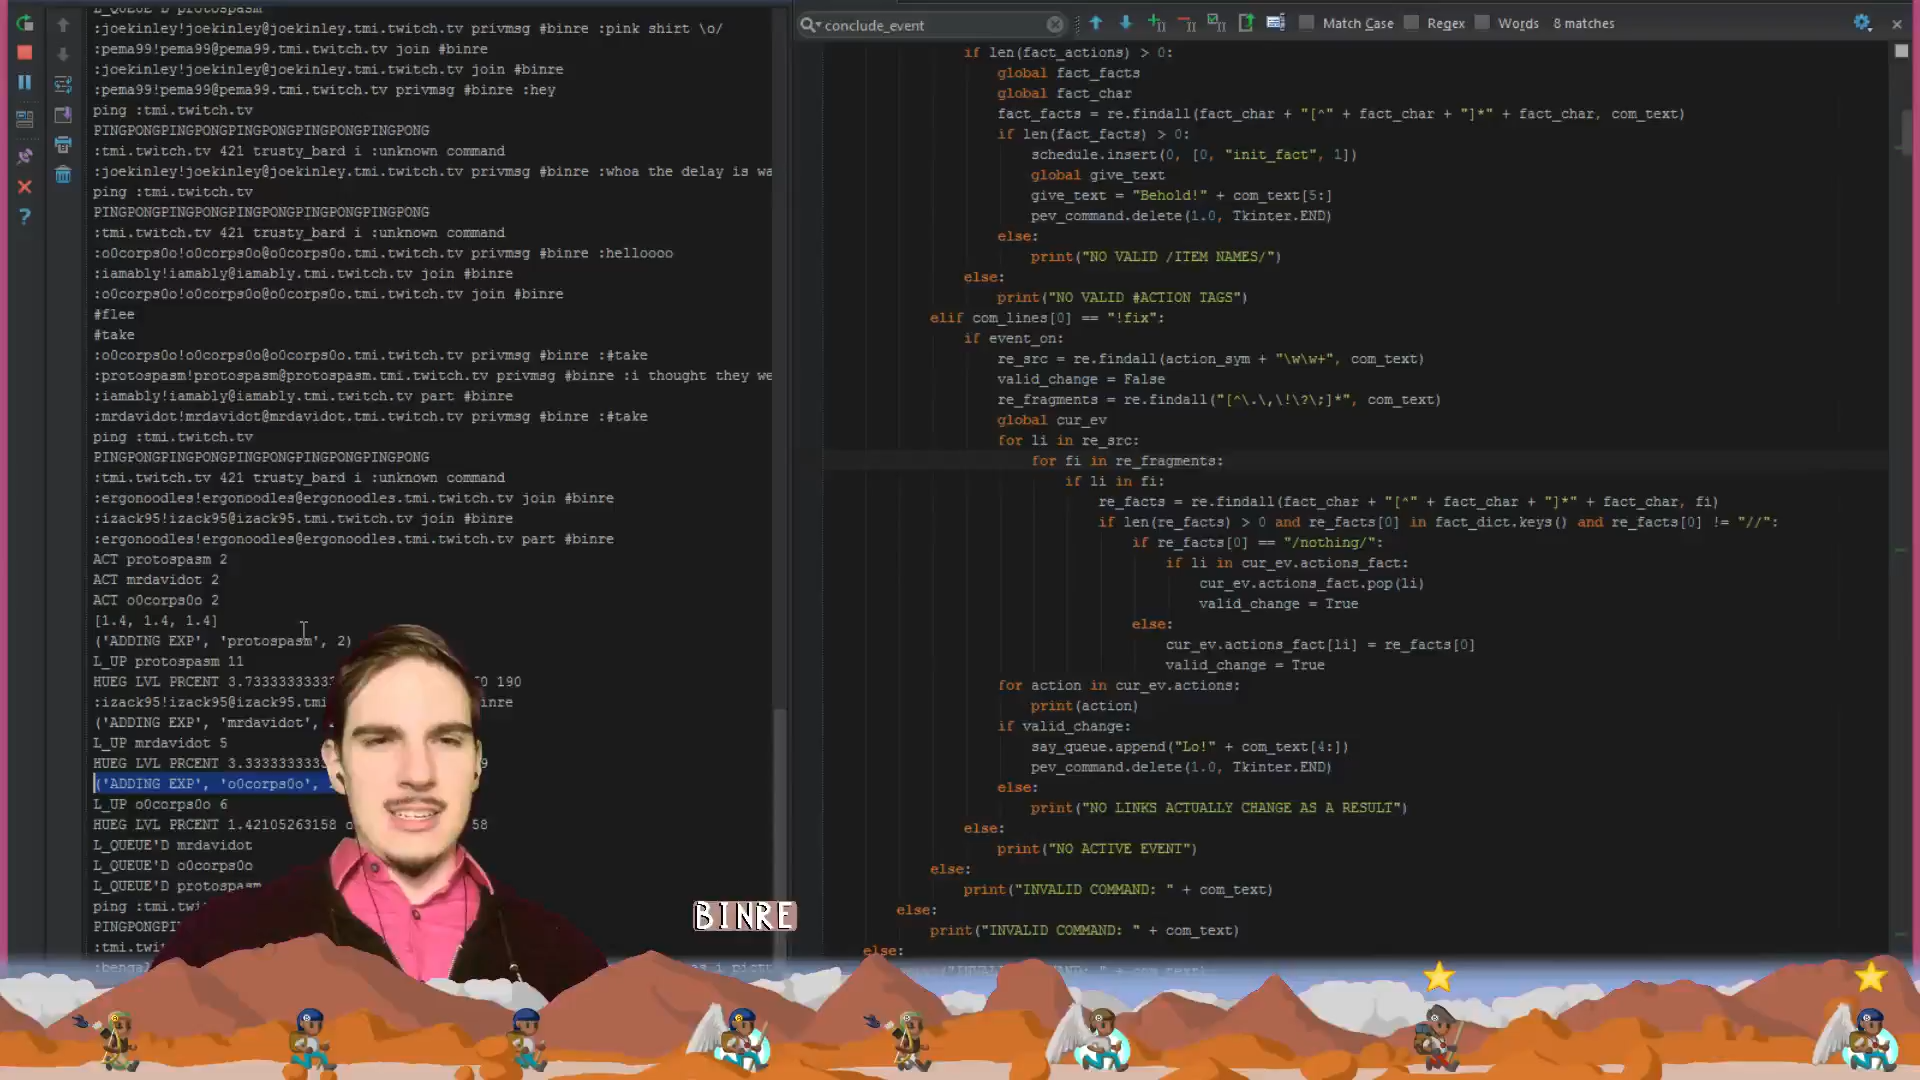 L_QUEUE'D protospasm
:joekinley!joekinley@joekinley.tmi.twitch.tv privmsg #binre :pink shirt \o/
:pema99!pema99@pema99.tmi.twitch.tv join #binre
:joekinley!joekinley@joekinley.tmi.twitch.tv join #binre
:pema99!pema99@pema99.tmi.twitch.tv privmsg #binre :hey
ping :tmi.twitch.tv
PINGPONGPINGPONGPINGPONGPINGPONGPINGPONG
:tmi.twitch.tv 421 trusty_bard i :unknown command
:joekinley!joekinley@joekinley.tmi.twitch.tv privmsg #binre :whoa the delay is wa
ping :tmi.twitch.tv
PINGPONGPINGPONGPINGPONGPINGPONGPINGPONG
:tmi.twitch.tv 421 trusty_bard i :unknown command
:o0corps0o!o0corps0o@o0corps0o.tmi.twitch.tv privmsg #binre :helloooo
:iamably!iamably@iamably.tmi.twitch.tv join #binre
:o0corps0o!o0corps0o@o0corps0o.tmi.twitch.tv join #binre
#flee
#take
:o0corps0o!o0corps0o@o0corps0o.tmi.twitch.tv privmsg #binre :#take
:protospasm!protospasm@protospasm.tmi.twitch.tv privmsg #binre :i thought they we
:iamably!iamably@iamably.tmi.twitch.tv part #binre
:mrdavidot!mrdavidot@mrdavidot.tmi.twitch.tv privmsg #binre :#take
ping :tmi.twitch.tv
PINGPONGPINGPONGPINGPONGPINGPONGPINGPONG
:tmi.twitch.tv 421 trusty_bard i :unknown command
:ergonoodles!ergonoodles@ergonoodles.tmi.twitch.tv join #binre
:izack95!izack95@izack95.tmi.twitch.tv join #binre
:ergonoodles!ergonoodles@ergonoodles.tmi.twitch.tv part #binre
ACT protospasm 2
ACT mrdavidot 2
ACT o0corps0o 2
[1.4, 1.4, 1.4]
('ADDING EXP', 'protospasm', 2)
L_UP protospasm 11
HUEG LVL PRCENT 3.73333333333 190
:izack95!izack95@izack95.tmi inre
('ADDING EXP', 'mrdavidot',
L_UP mrdavidot 5
HUEG LVL PRCENT 3.3333333333 9
('ADDING EXP', 'o0corps0o',
L_UP o0corps0o 6
HUEG LVL PRCENT 1.42105263158 58
L_QUEUE'D mrdavidot
L_QUEUE'D o0corps0o
L_QUEUE'D protospasm
ping :tmi.twi
PINGPONGPING
:tmi.twi
:benga
conclude_event
Match Case
Regex
Words
8 matches
if len(fact_actions) > 0:
global fact_facts
global fact_char
fact_facts = re.findall(fact_char + "[^" + fact_char + "]*" + fact_char, com_text)
if len(fact_facts) > 0:
schedule.insert(0, [0, "init_fact", 1])
global give_text
give_text = "Behold!" + com_text[5:]
pev_command.delete(1.0, Tkinter.END)
else:
print("NO VALID /ITEM NAMES/")
else:
print("NO VALID #ACTION TAGS")
elif com_lines[0] == "!fix":
if event_on:
re_src = re.findall(action_sym + "\w\w+", com_text)
valid_change = False
re_fragments = re.findall("[^\.\,\!\?\;]*", com_text)
global cur_ev
for li in re_src:
for fi in re_fragments:
if li in fi:
re_facts = re.findall(fact_char + "[^" + fact_char + "]*" + fact_char, fi)
if len(re_facts) > 0 and re_facts[0] in fact_dict.keys() and re_facts[0] != "//":
if re_facts[0] == "/nothing/":
if li in cur_ev.actions_fact:
cur_ev.actions_fact.pop(li)
valid_change = True
else:
cur_ev.actions_fact[li] = re_facts[0]
valid_change = True
for action in cur_ev.actions:
print(action)
if valid_change:
say_queue.append("Lo!" + com_text[4:])
pev_command.delete(1.0, Tkinter.END)
else:
print("NO LINKS ACTUALLY CHANGE AS A RESULT")
else:
print("NO ACTIVE EVENT")
else:
print("INVALID COMMAND: " + com_text)
else:
print("INVALID COMMAND: " + com_text)
else:
BINRE